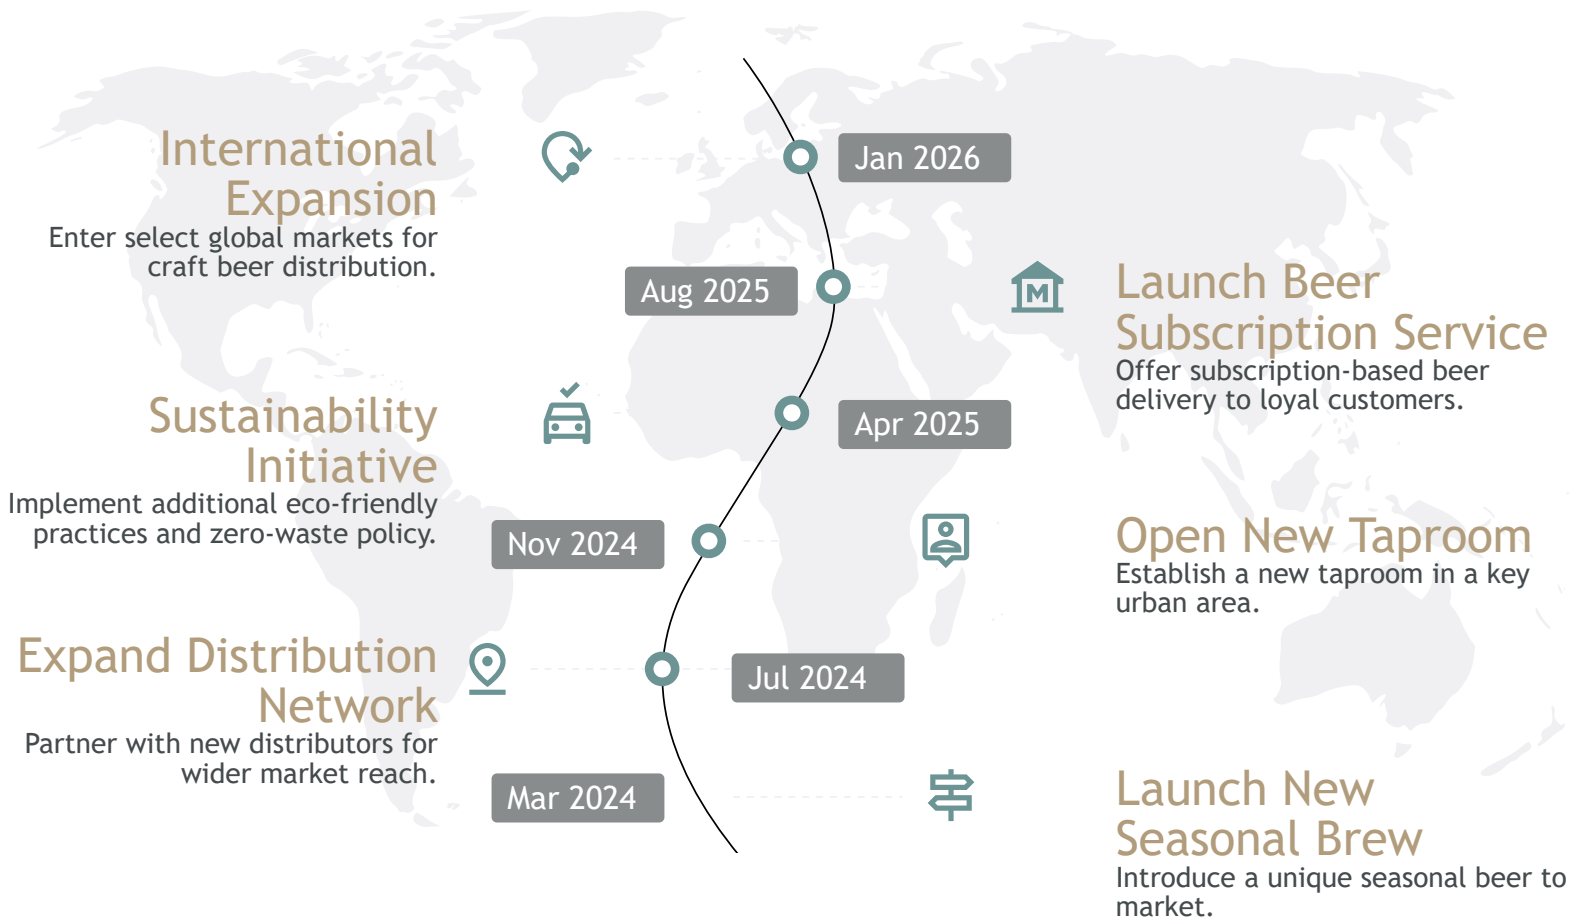 International
Expansion
Enter select global markets for
craft beer distribution.
Jan 2026
Aug 2025
M
Launch Beer
Subscription Service
Offer subscription-based beer
delivery to loyal customers.
Sustainability
Initiative
Implement additional eco-friendly
practices and zero-waste policy.
Apr 2025
Nov 2024
Open New Taproom
Establish a new taproom in a key
urban area.
Expand Distribution
Network
Partner with new distributors for
wider market reach.
Jul 2024
Mar 2024
Launch New
Seasonal Brew
Introduce a unique seasonal beer to
market.